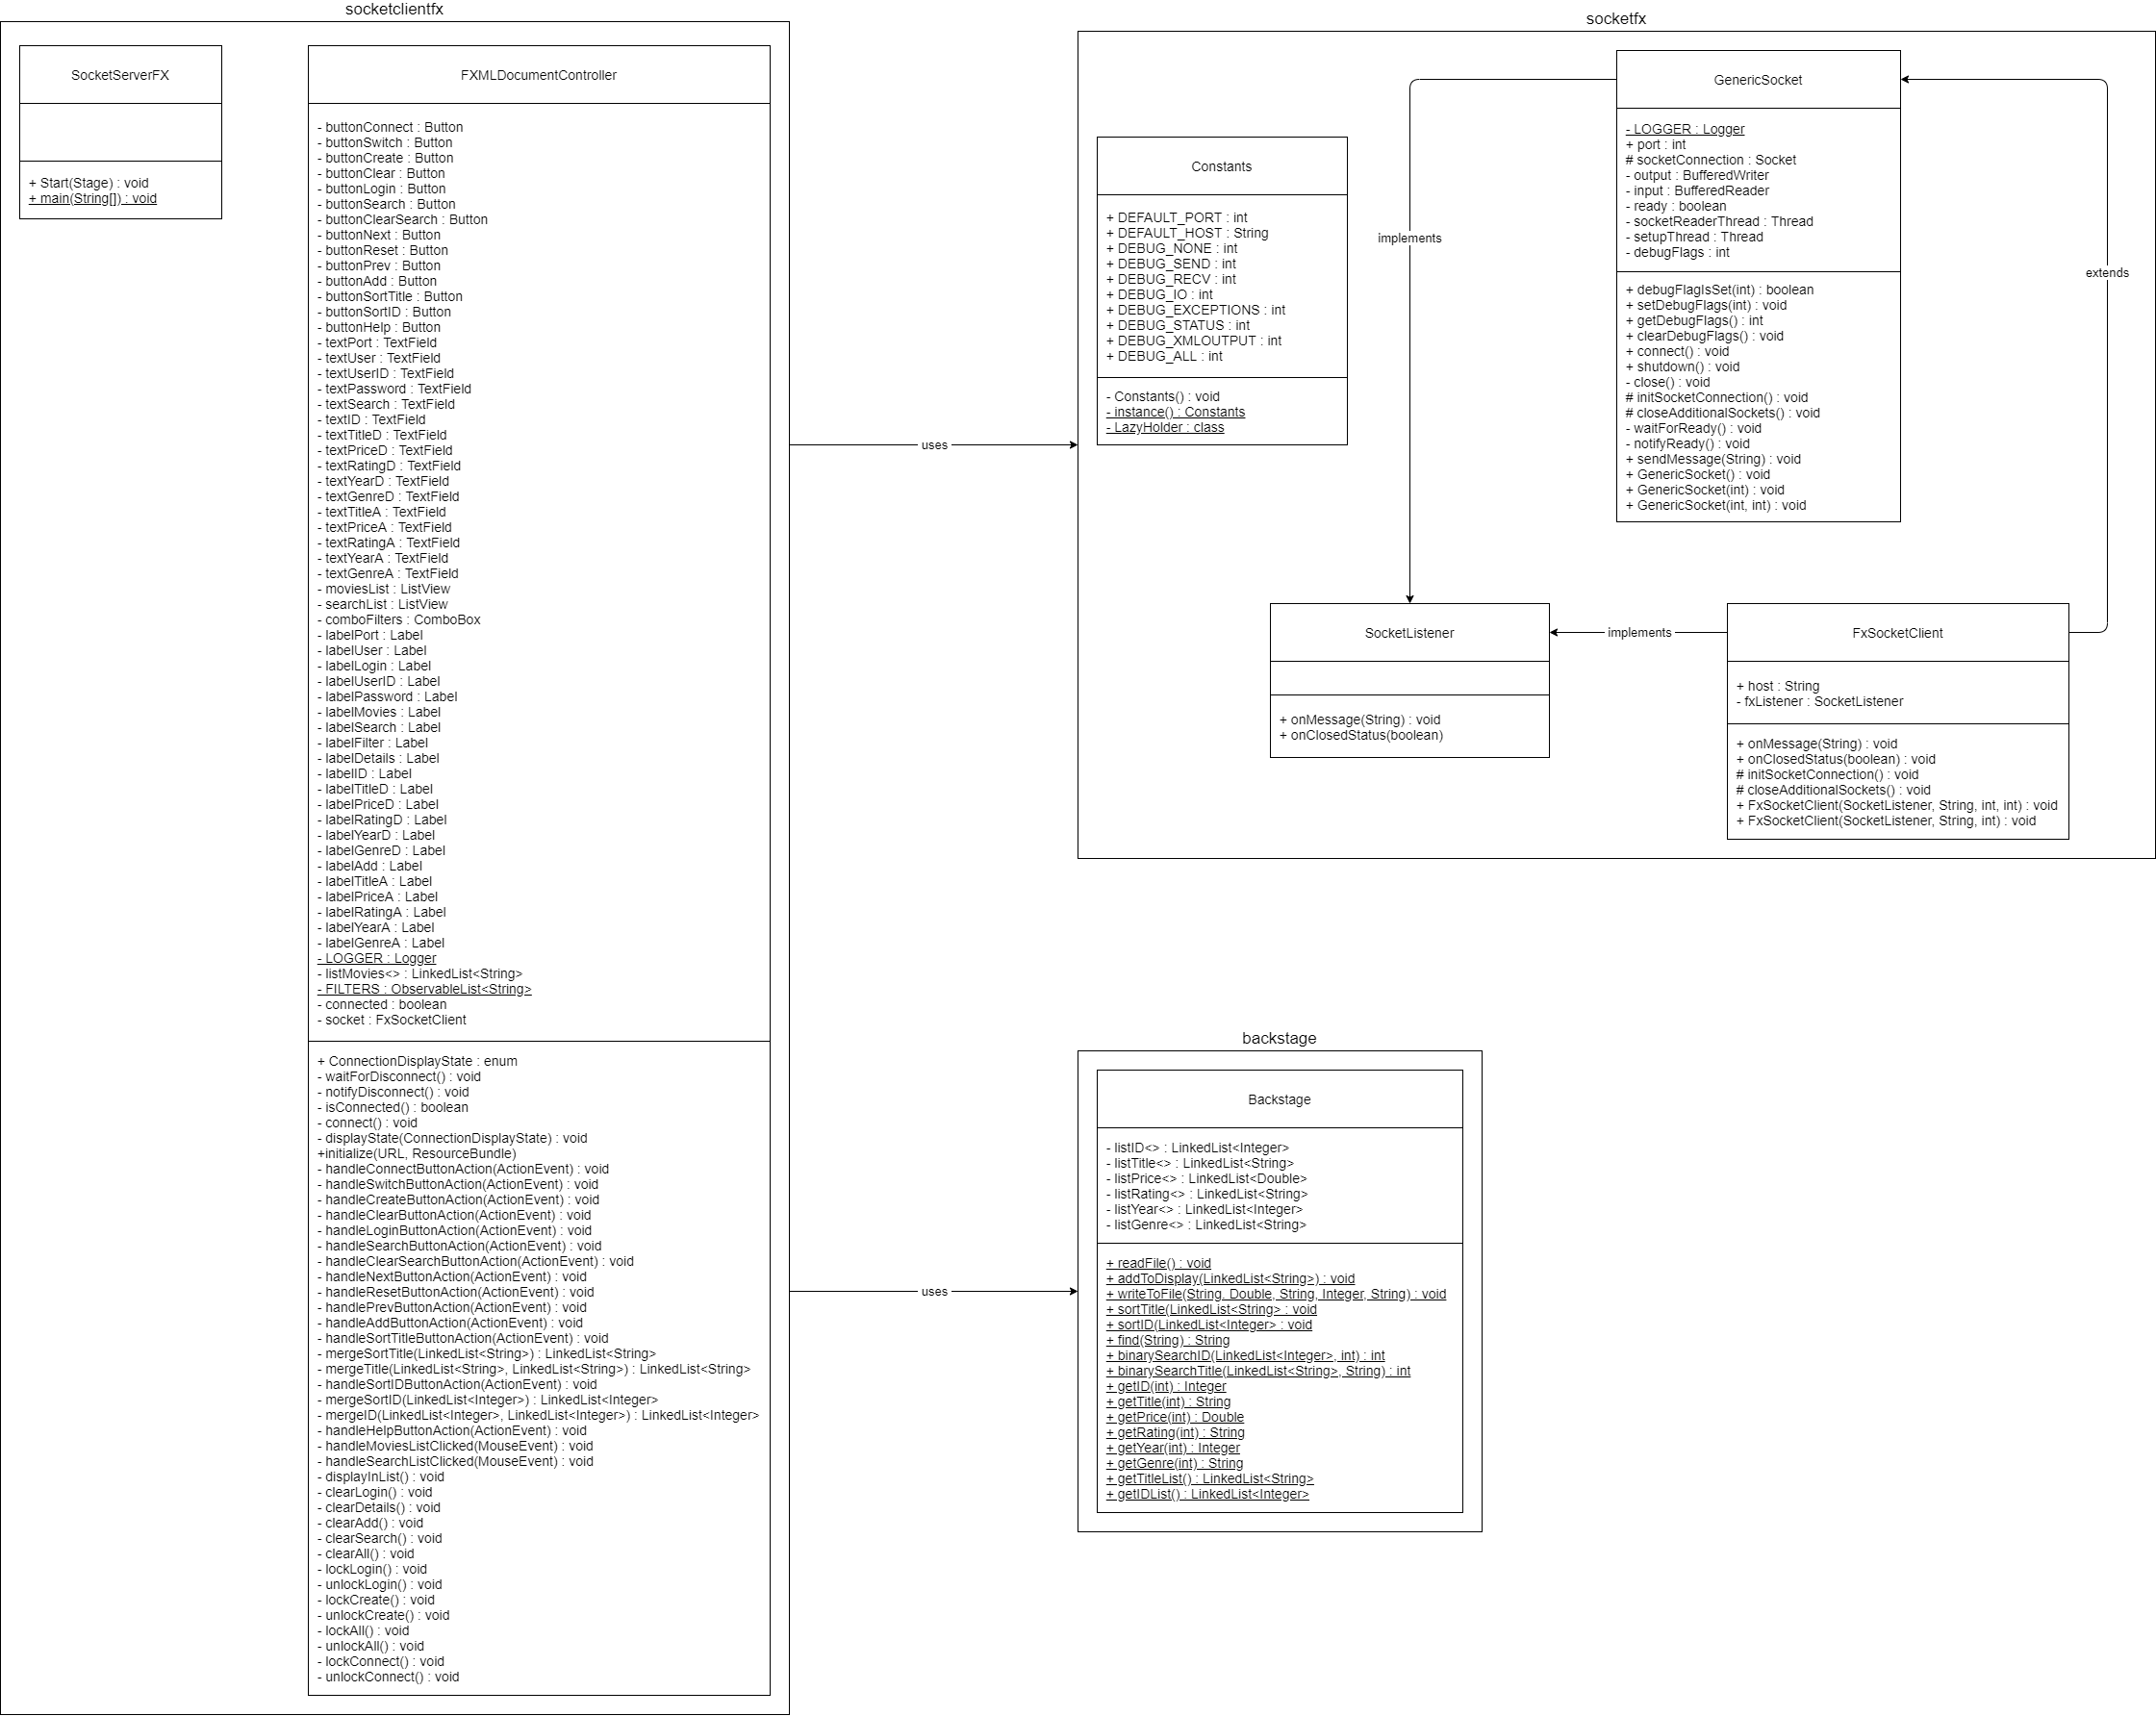 socketclientfx
SocketServerFX
+ Start(Stage) : void
+ main(String[]) : void
FXMLDocumentController
- buttonConnect : Button
- buttonSwitch : Button
- buttonCreate : Button
- buttonClear : Button
- buttonLogin : Button
- buttonSearch : Button
- buttonClearSearch : Button
- buttonNext : Button
- buttonReset : Button
- buttonPrev : Button
- buttonAdd : Button
- buttonSortTitle : Button
- buttonSortID : Button
- buttonHelp : Button
- textPort : TextField
- textUser : TextField
- textUserID : TextField
- textPassword : TextField
- textSearch : TextField
- textID : TextField
- textTitleD : TextField
- textPriceD : TextField
- textRatingD : TextField
- textYearD : TextField
- textGenreD : TextField
- textTitleA : TextField
- textPriceA : TextField
- textRatingA : TextField
- textYearA : TextField
- textGenreA : TextField
- moviesList : ListView
- searchList : ListView
- comboFilters : ComboBox
- labelPort : Label
- labelUser : Label
- labelLogin : Label
- labelUserID : Label
- labelPassword : Label
- labelMovies : Label
- labelSearch : Label
- labelFilter : Label
- labelDetails : Label
- labelID : Label
- labelTitleD : Label
- labelPriceD : Label
- labelRatingD : Label
- labelYearD : Label
- labelGenreD : Label
- labelAdd : Label
- labelTitleA : Label
- labelPriceA : Label
- labelRatingA : Label
- labelYearA : Label
- labelGenreA : Label
- LOGGER : Logger
- listMovies<> : LinkedList<String>
- FILTERS : ObservableList<String>
- connected : boolean
- socket : FxSocketClient
+ ConnectionDisplayState : enum
- waitForDisconnect() : void
- notifyDisconnect() : void
- isConnected() : boolean
- connect() : void
- displayState(ConnectionDisplayState) : void
+initialize(URL, ResourceBundle)
- handleConnectButtonAction(ActionEvent) : void
- handleSwitchButtonAction(ActionEvent) : void
- handleCreateButtonAction(ActionEvent) : void
- handleClearButtonAction(ActionEvent) : void
- handleLoginButtonAction(ActionEvent) : void
- handleSearchButtonAction(ActionEvent) : void
- handleClearSearchButtonAction(ActionEvent) : void
- handleNextButtonAction(ActionEvent) : void
- handleResetButtonAction(ActionEvent) : void
- handlePrevButtonAction(ActionEvent) : void
- handleAddButtonAction(ActionEvent) : void
- handleSortTitleButtonAction(ActionEvent) : void
- mergeSortTitle(LinkedList<String>) : LinkedList<String>
- mergeTitle(LinkedList<String>, LinkedList<String>) : LinkedList<String>
- handleSortIDButtonAction(ActionEvent) : void
- mergeSortID(LinkedList<Integer>) : LinkedList<Integer>
- mergeID(LinkedList<Integer>, LinkedList<Integer>) : LinkedList<Integer>
- handleHelpButtonAction(ActionEvent) : void
- handleMoviesListClicked(MouseEvent) : void
- handleSearchListClicked(MouseEvent) : void
- displayInList() : void
- clearLogin() : void
- clearDetails() : void
- clearAdd() : void
- clearSearch() : void
- clearAll() : void
- lockLogin() : void
- unlockLogin() : void
- lockCreate() : void
- unlockCreate() : void
- lockAll() : void
- unlockAll() : void
- lockConnect() : void
- unlockConnect() : void
uses
uses
socketfx
Constants
+ DEFAULT_PORT : int
+ DEFAULT_HOST : String
+ DEBUG_NONE : int
+ DEBUG_SEND : int
+ DEBUG_RECV : int
+ DEBUG_IO : int
+ DEBUG_EXCEPTIONS : int
+ DEBUG_STATUS : int
+ DEBUG_XMLOUTPUT : int
+ DEBUG_ALL : int
- Constants() : void
- instance() : Constants
- LazyHolder : class
implements
GenericSocket
- LOGGER : Logger
+ port : int
# socketConnection : Socket
- output : BufferedWriter
- input : BufferedReader
- ready : boolean
- socketReaderThread : Thread
- setupThread : Thread
- debugFlags : int
+ debugFlagIsSet(int) : boolean
+ setDebugFlags(int) : void
+ getDebugFlags() : int
+ clearDebugFlags() : void
+ connect() : void
+ shutdown() : void
- close() : void
# initSocketConnection() : void
# closeAdditionalSockets() : void
- waitForReady() : void
- notifyReady() : void
+ sendMessage(String) : void
+ GenericSocket() : void
+ GenericSocket(int) : void
+ GenericSocket(int, int) : void
extends
SocketListener
+ onMessage(String) : void
+ onClosedStatus(boolean)
implements
FxSocketClient
+ host : String
- fxListener : SocketListener
+ onMessage(String) : void
+ onClosedStatus(boolean) : void
# initSocketConnection() : void
# closeAdditionalSockets() : void
+ FxSocketClient(SocketListener, String, int, int) : void
+ FxSocketClient(SocketListener, String, int) : void
backstage
Backstage
- listID<> : LinkedList<Integer>
- listTitle<> : LinkedList<String>
- listPrice<> : LinkedList<Double>
- listRating<> : LinkedList<String>
- listYear<> : LinkedList<Integer>
- listGenre<> : LinkedList<String>
+ readFile() : void
+ addToDisplay(LinkedList<String>) : void
+ writeToFile(String, Double, String, Integer, String) : void
+ sortTitle(LinkedList<String> : void
+ sortID(LinkedList<Integer> : void
+ find(String) : String
+ binarySearchID(LinkedList<Integer>, int) : int
+ binarySearchTitle(LinkedList<String>, String) : int
+ getID(int) : Integer
+ getTitle(int) : String
+ getPrice(int) : Double
+ getRating(int) : String
+ getYear(int) : Integer
+ getGenre(int) : String
+ getTitleList() : LinkedList<String>
+ getIDList() : LinkedList<Integer>